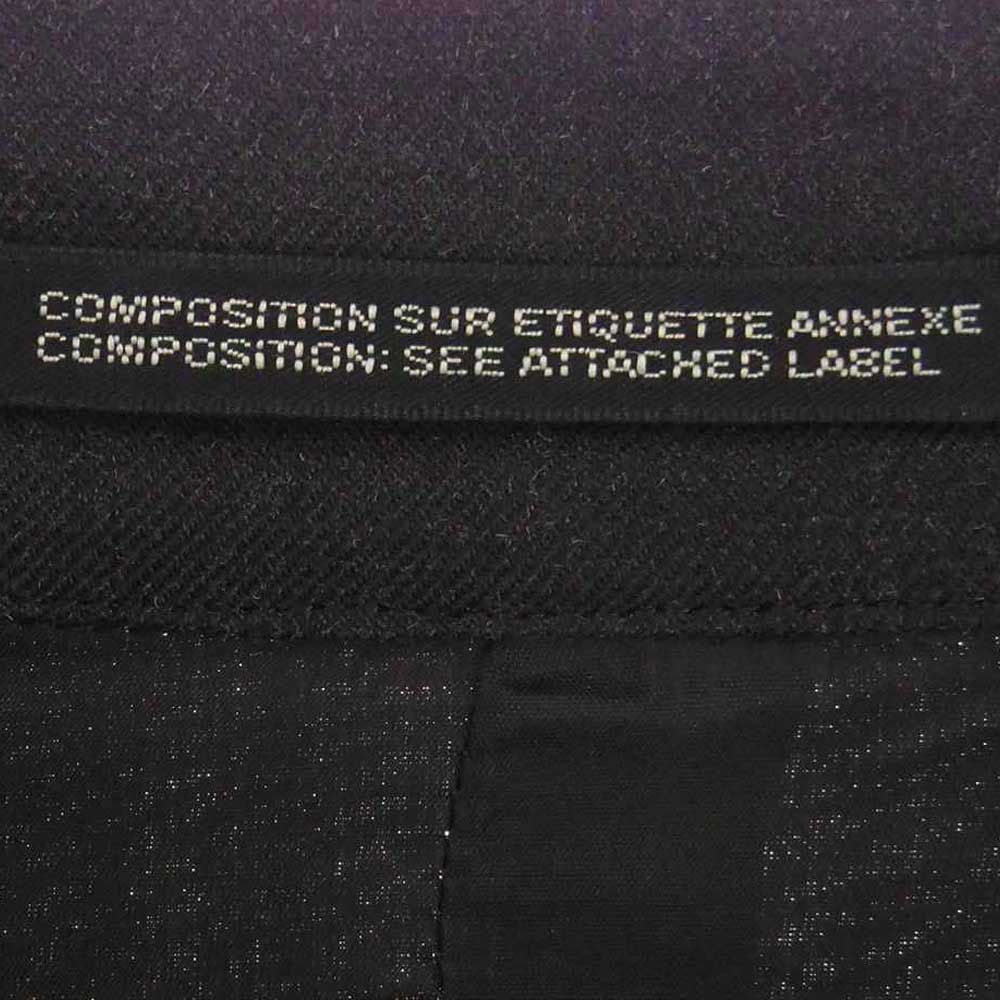 COMPOSITION SUR ETIQUETTE ANNEXE
COMPOSITION: SEE ATTACHED LABEL